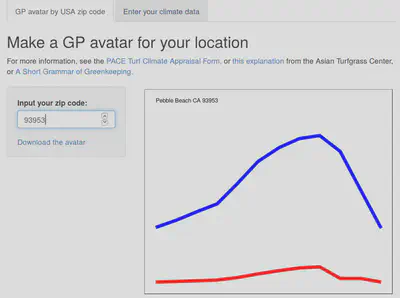 GP avatar by USA zip code
Enter your climate data
Make a GP avatar for your location
For more information, see the PACE Turf Climate Appraisal Form, or this explanation from the Asian Turfgrass Center,
or A Short Grammar of Greenkeeping.
Input your zip code:
93953
Download the avatar
Pebble Beach CA 93953